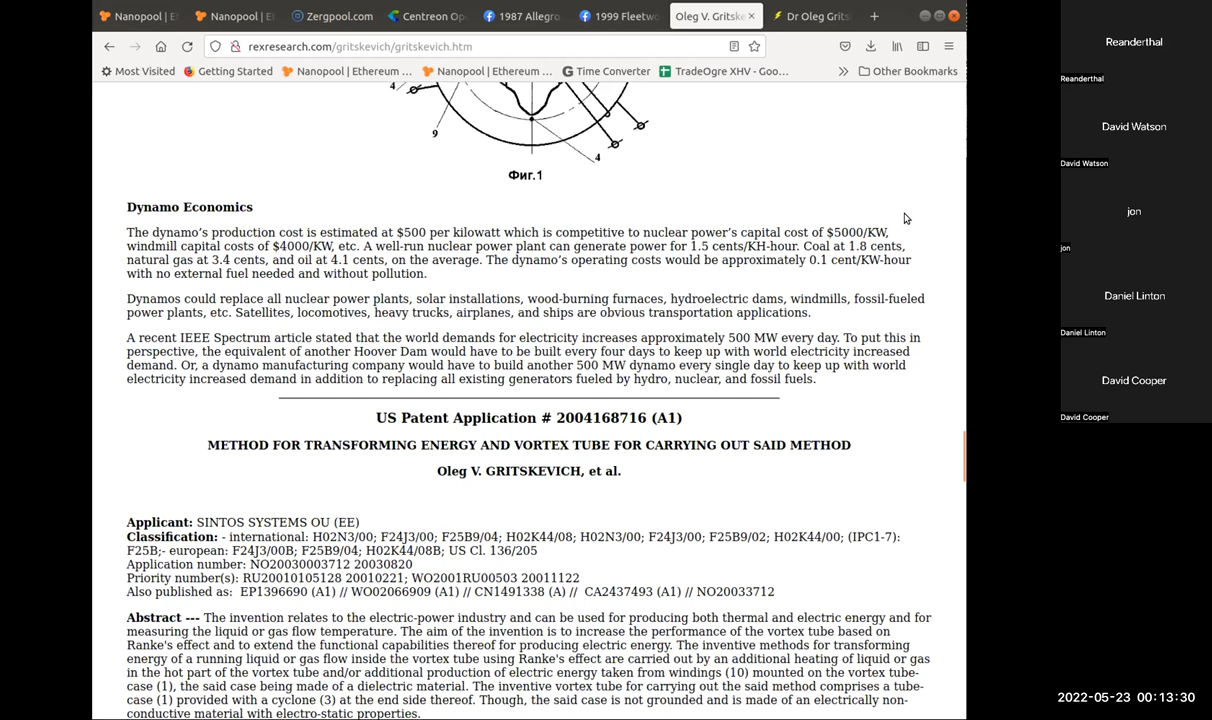 Nanopool | E
Nanopool | E
Zergpool.com
Centreon Op
1987 Allegro
1999 Fleetwo
Oleg V. Gritske
Dr Oleg Grits
rexresearch.com/gritskevich/gritskevich.htm
Most Visited
Getting Started
Nanopool | Ethereum ...
Nanopool | Ethereum ...
Time Converter
TradeOgre XHV - Goo...
Other Bookmarks
4
9
4
Фиг.1
Dynamo Economics
The dynamo's production cost is estimated at $500 per kilowatt which is competitive to nuclear power's capital cost of $5000/KW,
windmill capital costs of $4000/KW, etc. A well-run nuclear power plant can generate power for 1.5 cents/KH-hour. Coal at 1.8 cents,
natural gas at 3.4 cents, and oil at 4.1 cents, on the average. The dynamo's operating costs would be approximately 0.1 cent/KW-hour
with no external fuel needed and without pollution.
Dynamos could replace all nuclear power plants, solar installations, wood-burning furnaces, hydroelectric dams, windmills, fossil-fueled
power plants, etc. Satellites, locomotives, heavy trucks, airplanes, and ships are obvious transportation applications.
A recent IEEE Spectrum article stated that the world demands for electricity increases approximately 500 MW every day. To put this in
perspective, the equivalent of another Hoover Dam would have to be built every four days to keep up with world electricity increased
demand. Or, a dynamo manufacturing company would have to build another 500 MW dynamo every single day to keep up with world
electricity increased demand in addition to replacing all existing generators fueled by hydro, nuclear, and fossil fuels.
US Patent Application # 2004168716 (A1)
METHOD FOR TRANSFORMING ENERGY AND VORTEX TUBE FOR CARRYING OUT SAID METHOD
Oleg V. GRITSKEVICH, et al.
Applicant: SINTOS SYSTEMS OU (EE)
Classification: - international: H02N3/00; F24J3/00; F25B9/04; H02K44/08; H02N3/00; F24J3/00; F25B9/02; H02K44/00; (IPC1-7):
F25B;- european: F24J3/00B; F25B9/04; H02K44/08B; US Cl. 136/205
Application number: NO20030003712 20030820
Priority number(s): RU20010105128 20010221; WO2001RU00503 20011122
Also published as: EP1396690 (A1) // WO02066909 (A1) // CN1491338 (A) // CA2437493 (A1) // NO20033712
Abstract --- The invention relates to the electric-power industry and can be used for producing both thermal and electric energy and for
measuring the liquid or gas flow temperature. The aim of the invention is to increase the performance of the vortex tube based on
Ranke's effect and to extend the functional capabilities thereof for producing electric energy. The inventive methods for transforming
energy of a running liquid or gas flow inside the vortex tube using Ranke's effect are carried out by an additional heating of liquid or gas
in the hot part of the vortex tube and/or additional production of electric energy taken from windings (10) mounted on the vortex tube-
case (1), the said case being made of a dielectric material. The inventive vortex tube for carrying out the said method comprises a tube-
case (1) provided with a cyclone (3) at the end side thereof. Though, the said case is not grounded and is made of an electrically non-
conductive material with electro-static properties.
Reanderthal
Reanderthal
David Watson
David Watson
jon
jon
Daniel Linton
Daniel Linton
David Cooper
David Cooper
2022-05-23 00:13:30